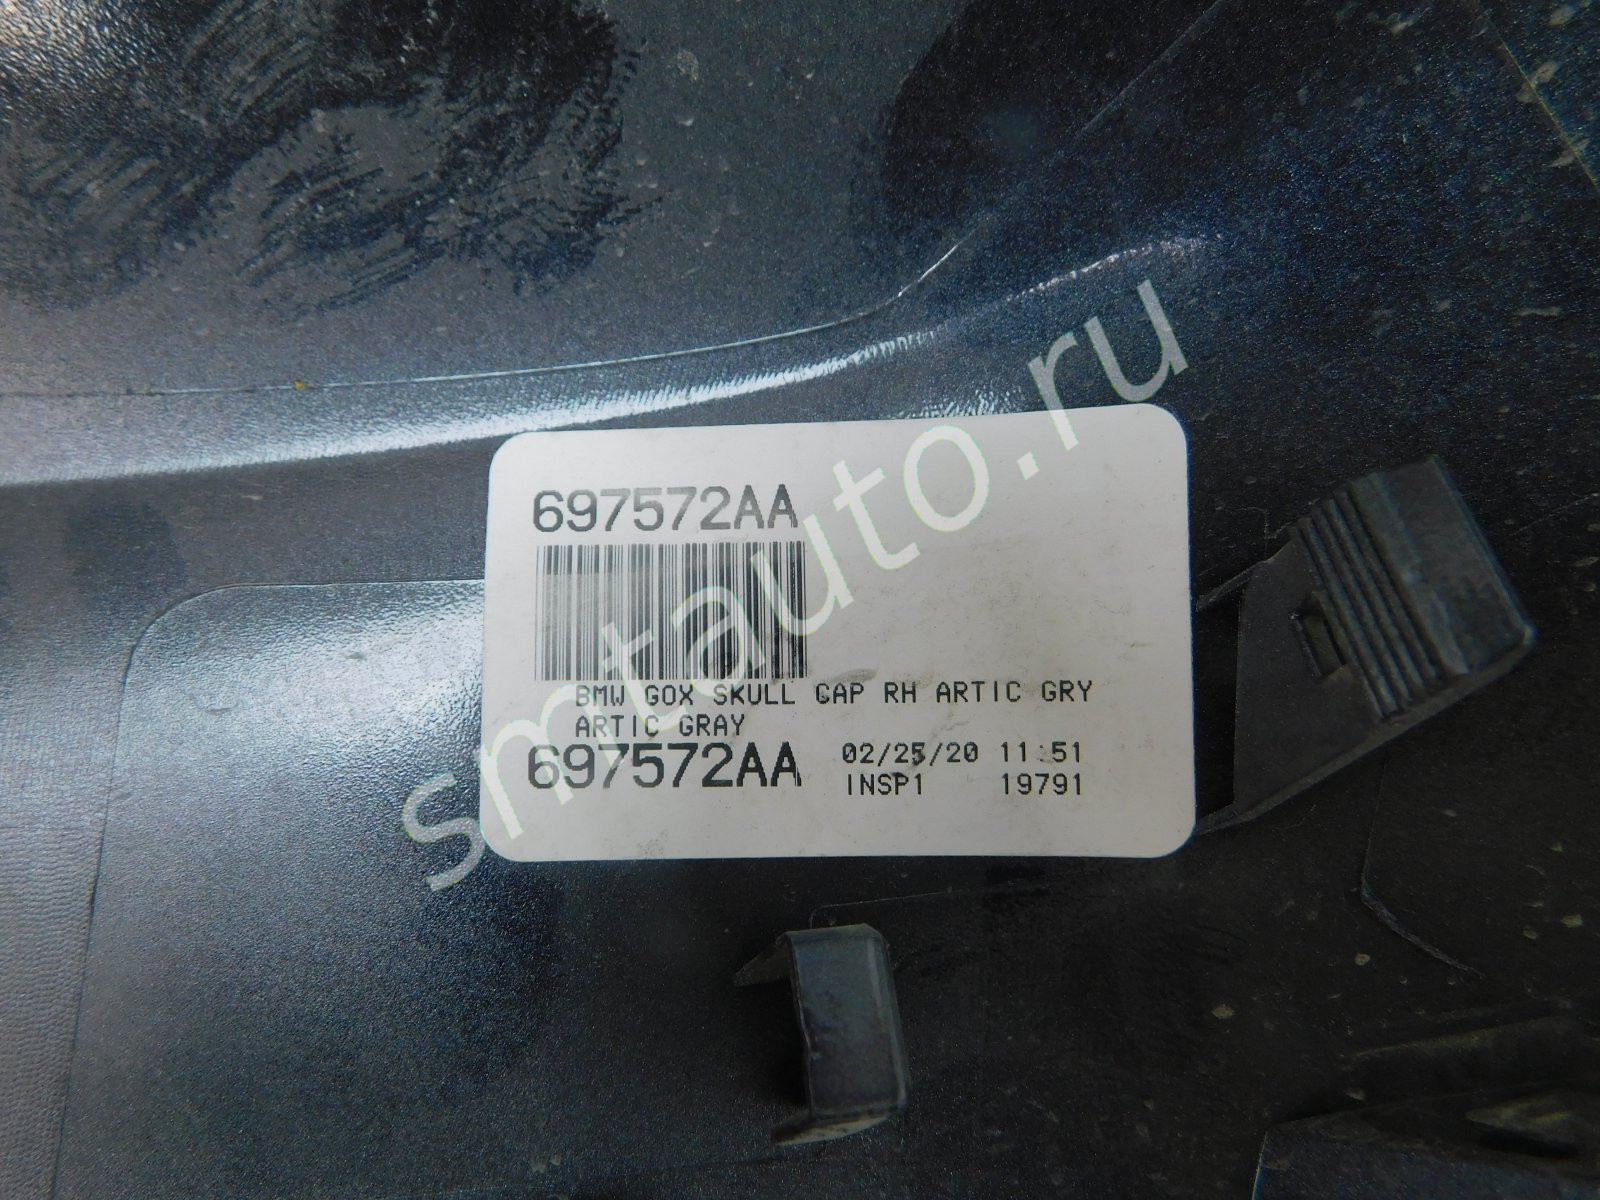 697572AA
BMW GOX SKULL CAP RH ARTIC GRY
ARTIC GRAY
697572AA 02/25/20 11:51
INSP1 19791
smtauto.ru